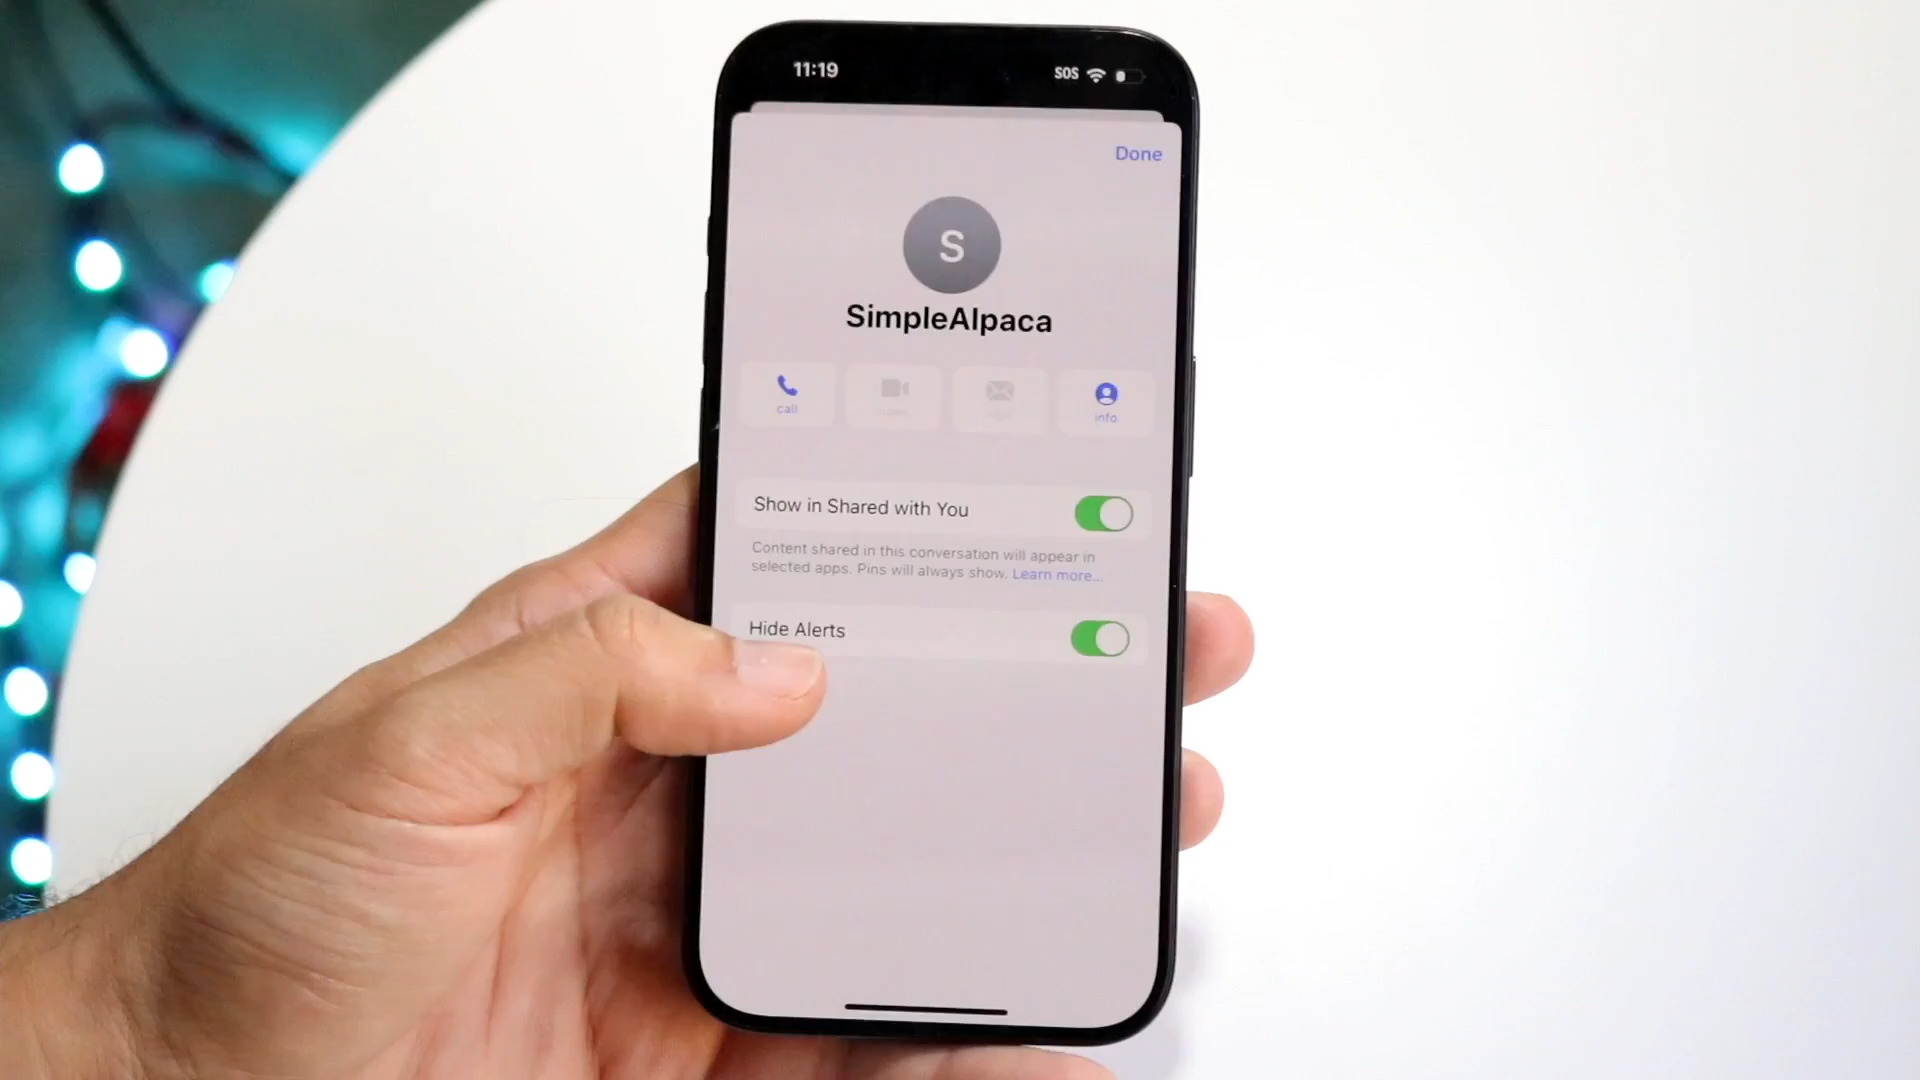 11:19
SOS
Done
S
SimpleAlpaca
call
info
Show in Shared with You
Content shared in this conversation will appear in
selected apps. Pins will always show. Learn more...
Hide Alerts